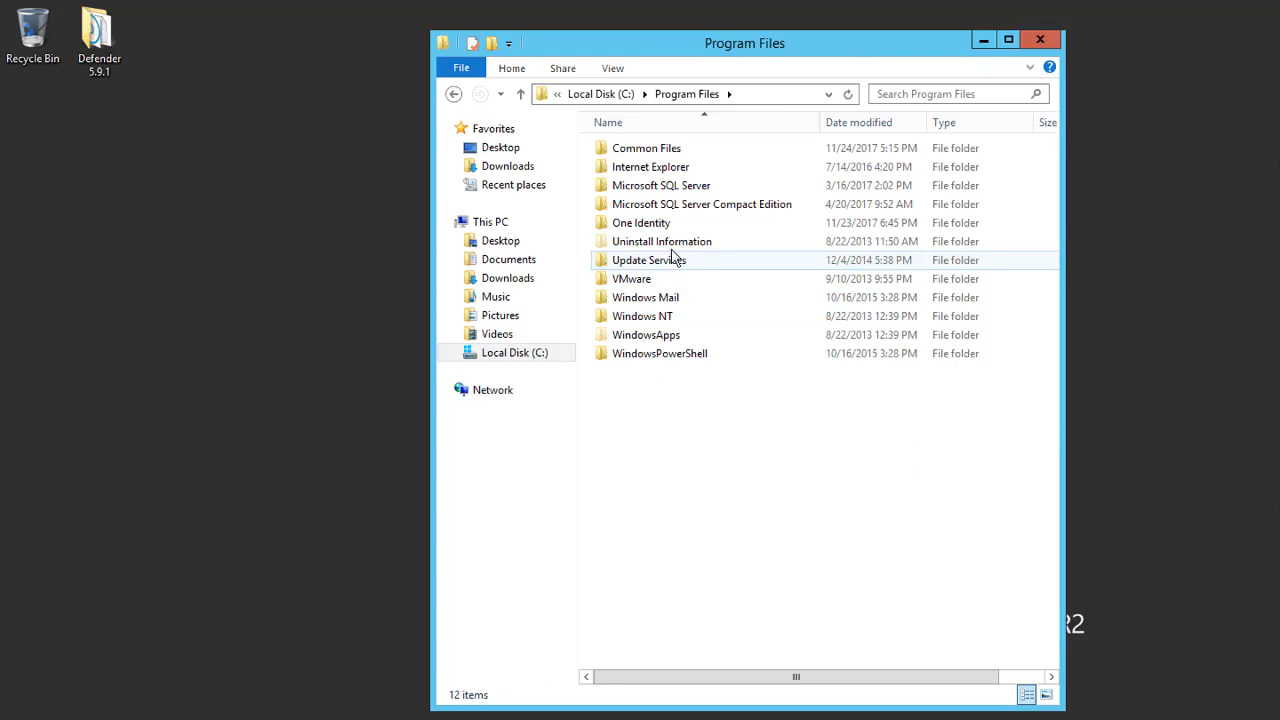 Recycle Bin
Defender
5.9.1
Program Files
File Home Share View
« Local Disk (C:) Program Files
Search Program Files
Name Date modified Type Size
Favorites
Desktop
Downloads
Recent places
This PC
Desktop
Documents
Downloads
Music
Pictures
Videos
Local Disk (C:)
Network
Common Files 11/24/2017 5:15 PM File folder
Internet Explorer 7/14/2016 4:20 PM File folder
Microsoft SQL Server 3/16/2017 2:02 PM File folder
Microsoft SQL Server Compact Edition 4/20/2017 9:52 AM File folder
One Identity 11/23/2017 6:45 PM File folder
Uninstall Information 8/22/2013 11:50 AM File folder
Update Services 12/4/2014 5:38 PM File folder
VMware 9/10/2013 9:55 PM File folder
Windows Mail 10/16/2015 3:28 PM File folder
Windows NT 8/22/2013 12:39 PM File folder
WindowsApps 8/22/2013 12:39 PM File folder
WindowsPowerShell 10/16/2015 3:28 PM File folder
12 items
R2